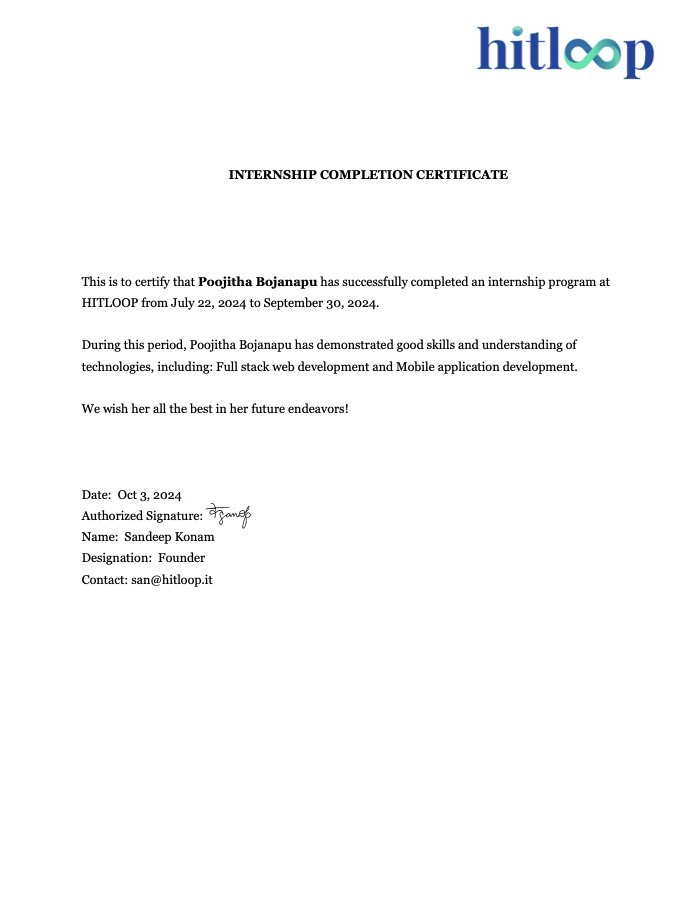 hitloop
INTERNSHIP COMPLETION CERTIFICATE
This is to certify that Poojitha Bojanapu has successfully completed an internship program at
HITLOOP from July 22, 2024 to September 30, 2024.
During this period, Poojitha Bojanapu has demonstrated good skills and understanding of
technologies, including: Full stack web development and Mobile application development.
We wish her all the best in her future endeavors!
Date: Oct 3, 2024
Authorized Signature:
Name: Sandeep Konam
Designation: Founder
Contact: san@hitloop.it